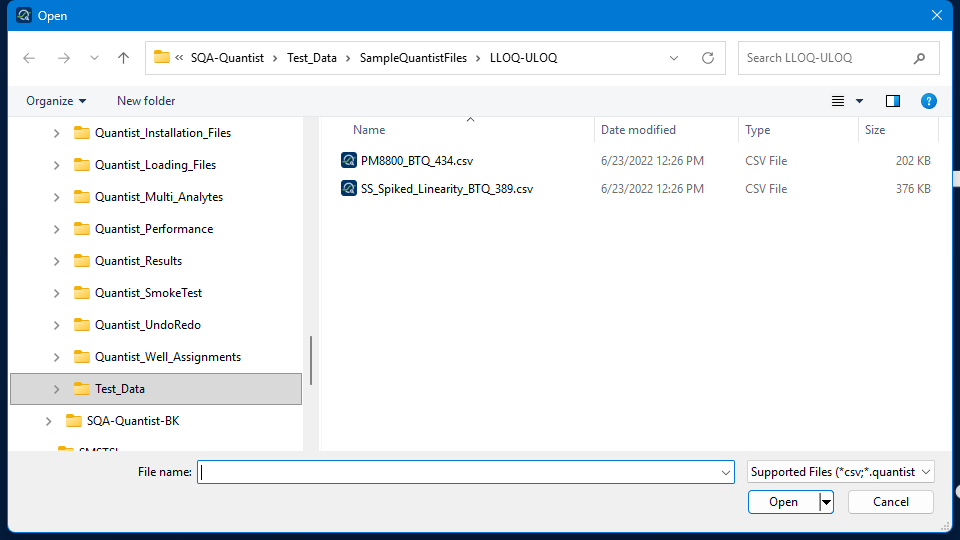 Open
« SQA-Quantist > Test_Data > SampleQuantistFiles > LLOQ-ULOQ
Search LLOQ-ULOQ
Organize New folder
Quantist_Installation_Files
Quantist_Loading_Files
Quantist_Multi_Analytes
Quantist_Performance
Quantist_Results
Quantist_SmokeTest
Quantist_UndoRedo
Quantist_Well_Assignments
Test_Data
SQA-Quantist-BK
Name Date modified Type Size
PM8800_BTQ_434.csv 6/23/2022 12:26 PM CSV File 202 KB
SS_Spiked_Linearity_BTQ_389.csv 6/23/2022 12:26 PM CSV File 376 KB
File name:
Supported Files (*csv;*.quantist
Open Cancel